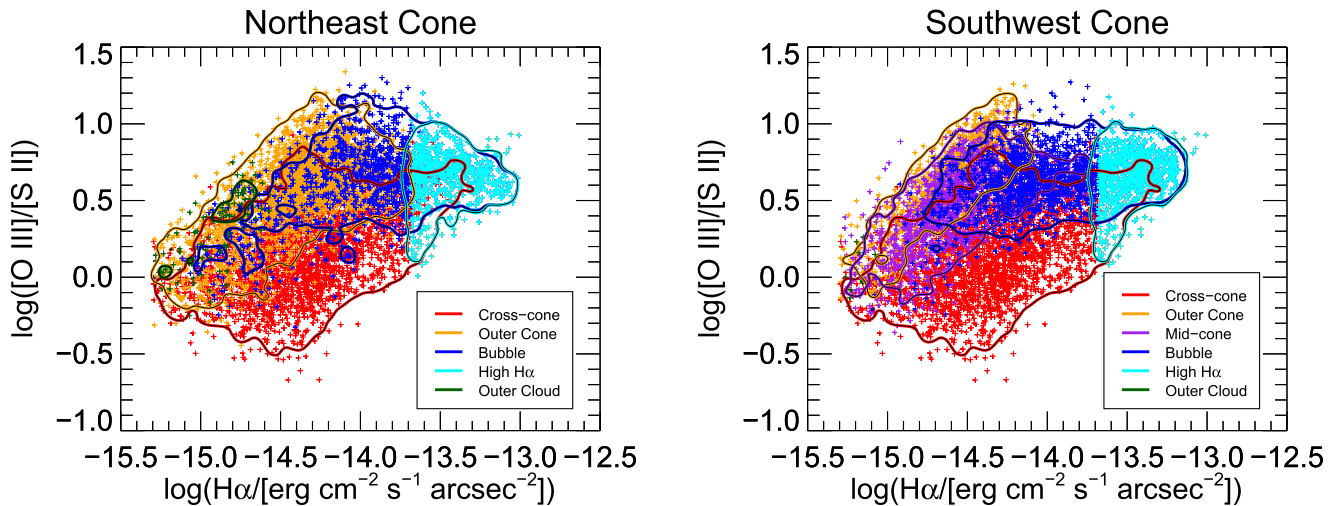 Northeast Cone
Southwest Cone
log([O III]/[S II])
1.5
1.0
0.5
0.0
−0.5
−1.0
Cross−cone
Outer Cone
Bubble
High Hα
Outer Cloud
−15.5 −15.0 −14.5 −14.0 −13.5 −13.0 −12.5
log(Hα/[erg cm⁻² s⁻¹ arcsec⁻²])
log([O III]/[S II])
1.5
1.0
0.5
0.0
−0.5
−1.0
Cross−cone
Outer Cone
Mid−cone
Bubble
High Hα
Outer Cloud
−15.5 −15.0 −14.5 −14.0 −13.5 −13.0 −12.5
log(Hα/[erg cm⁻² s⁻¹ arcsec⁻²])